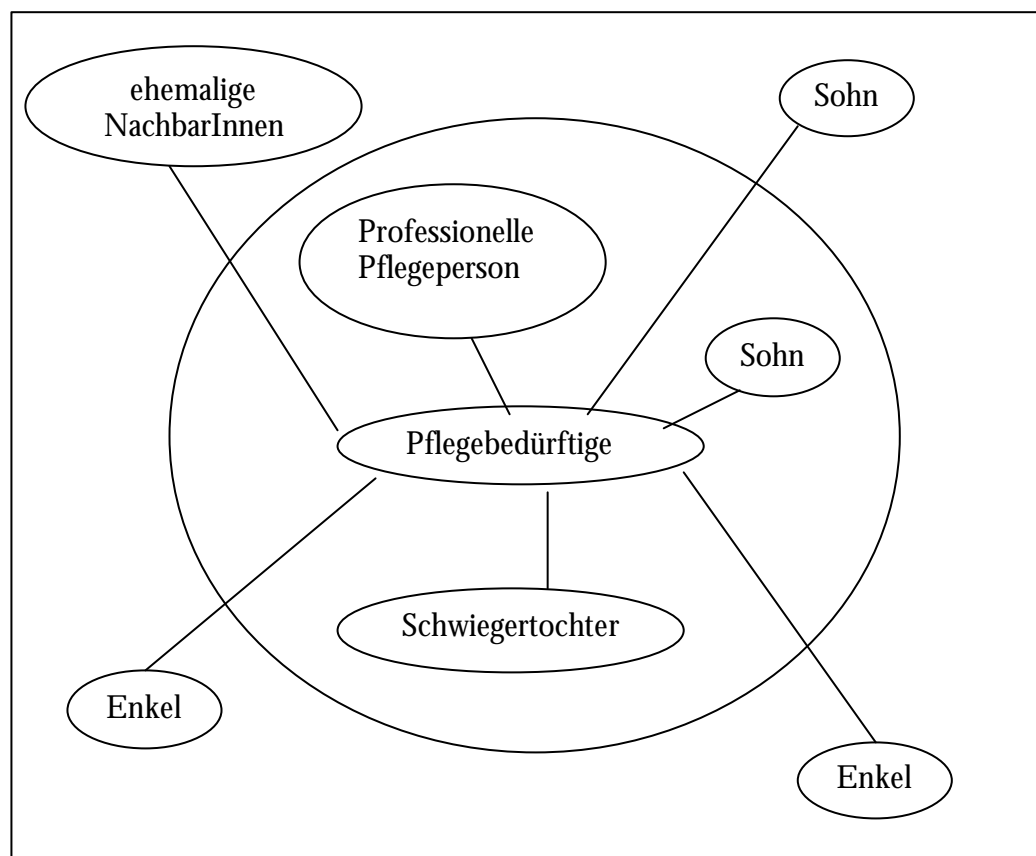 ehemalige
NachbarInnen
Sohn
Professionelle
Pflegeperson
Sohn
Pflegebedürftige
Schwiegertochter
Enkel
Enkel